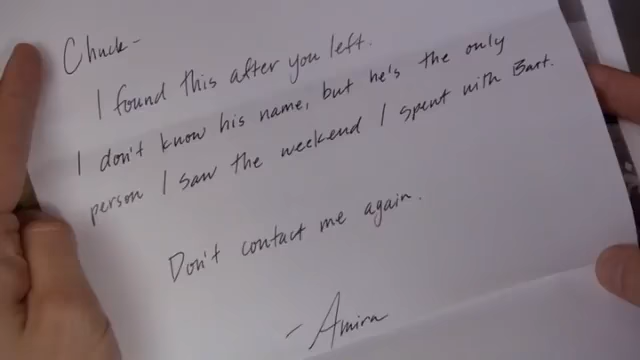 Chuck-
I found this after you left.
I don't know his name, but he's the only
person I saw the weekend I spent with Bart.
Don't contact me again.
- Amira